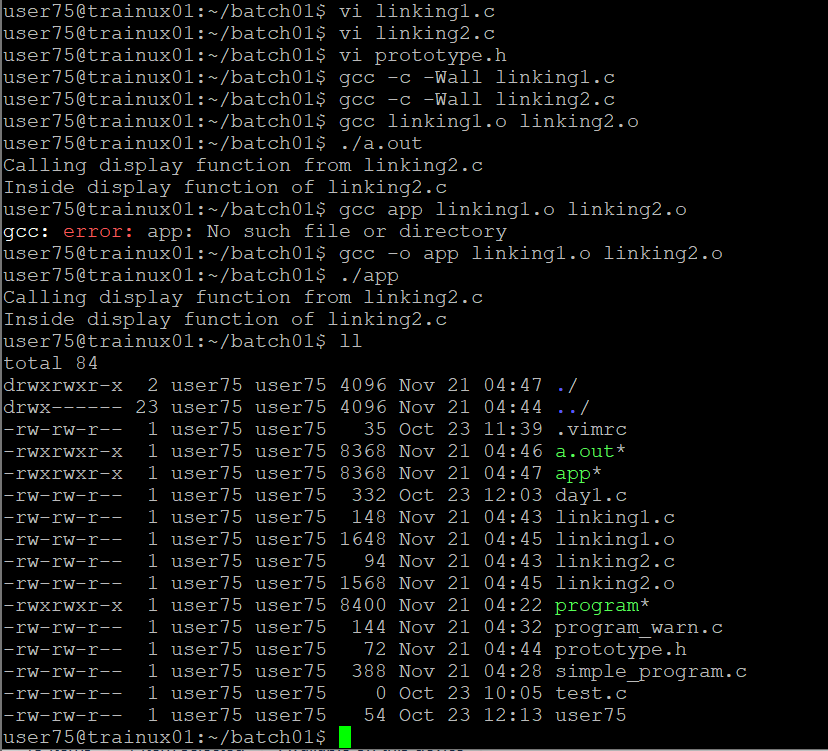 user75@trainux01:~/batch01$ vi linking1.c
user75@trainux01:~/batch01$ vi linking2.c
user75@trainux01:~/batch01$ vi prototype.h
user75@trainux01:~/batch01$ gcc -c -Wall linking1.c
user75@trainux01:~/batch01$ gcc -c -Wall linking2.c
user75@trainux01:~/batch01$ gcc linking1.o linking2.o
user75@trainux01:~/batch01$ ./a.out
Calling display function from linking2.c
Inside display function of linking2.c
user75@trainux01:~/batch01$ gcc app linking1.o linking2.o
gcc: error: app: No such file or directory
user75@trainux01:~/batch01$ gcc -o app linking1.o linking2.o
user75@trainux01:~/batch01$ ./app
Calling display function from linking2.c
Inside display function of linking2.c
user75@trainux01:~/batch01$ ll
total 84
drwxrwxr-x  2 user75 user75 4096 Nov 21 04:47 ./
drwx------ 23 user75 user75 4096 Nov 21 04:44 ../
-rw-rw-r--  1 user75 user75   35 Oct 23 11:39 .vimrc
-rwxrwxr-x  1 user75 user75 8368 Nov 21 04:46 a.out*
-rwxrwxr-x  1 user75 user75 8368 Nov 21 04:47 app*
-rw-rw-r--  1 user75 user75  332 Oct 23 12:03 day1.c
-rw-rw-r--  1 user75 user75  148 Nov 21 04:43 linking1.c
-rw-rw-r--  1 user75 user75 1648 Nov 21 04:45 linking1.o
-rw-rw-r--  1 user75 user75   94 Nov 21 04:43 linking2.c
-rw-rw-r--  1 user75 user75 1568 Nov 21 04:45 linking2.o
-rwxrwxr-x  1 user75 user75 8400 Nov 21 04:22 program*
-rw-rw-r--  1 user75 user75  144 Nov 21 04:32 program_warn.c
-rw-rw-r--  1 user75 user75   72 Nov 21 04:44 prototype.h
-rw-rw-r--  1 user75 user75  388 Nov 21 04:28 simple_program.c
-rw-rw-r--  1 user75 user75    0 Oct 23 10:05 test.c
-rw-rw-r--  1 user75 user75   54 Oct 23 12:13 user75
user75@trainux01:~/batch01$